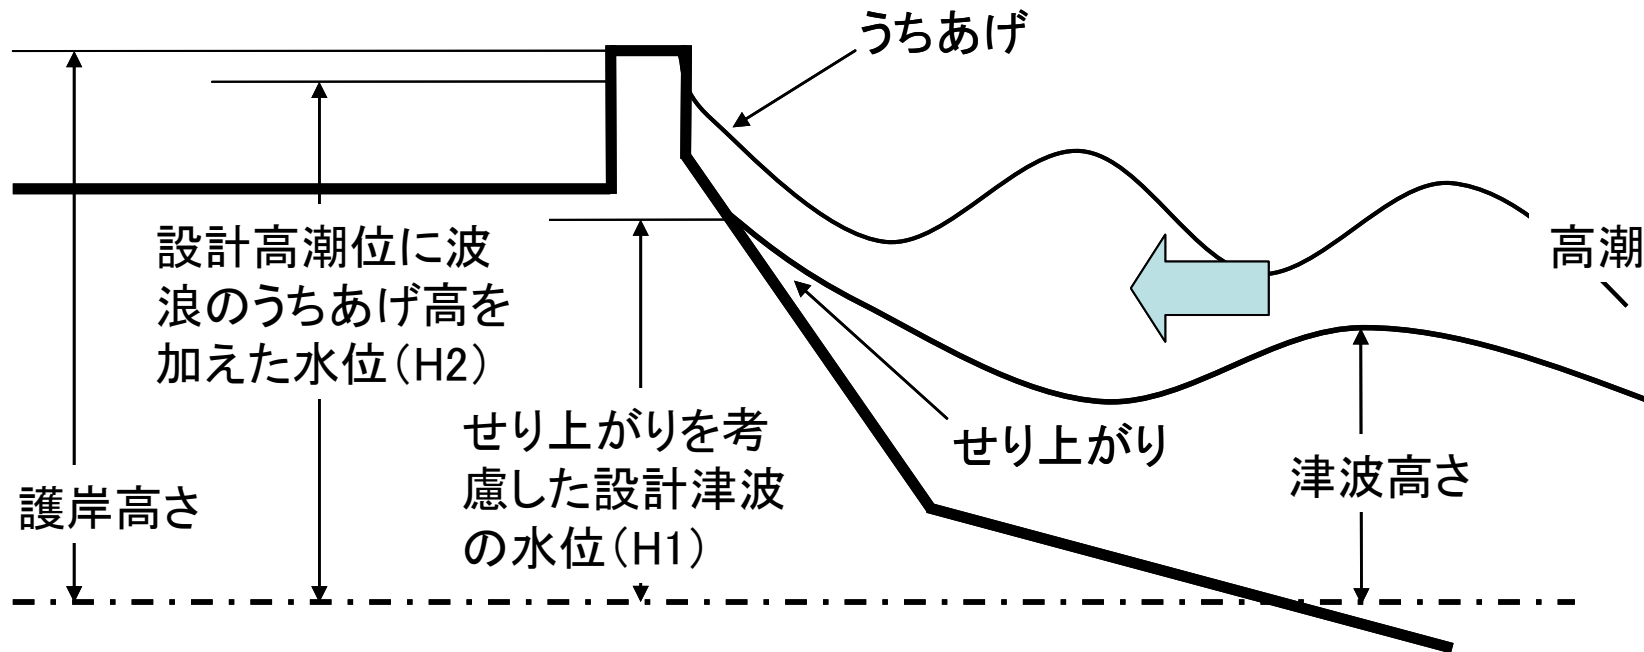 うちあげ
設計高潮位に波
浪のうちあげ高を
加えた水位(H2)
高潮
せり上がりを考
慮した設計津波
の水位(H1)
せり上がり
津波高さ
護岸高さ